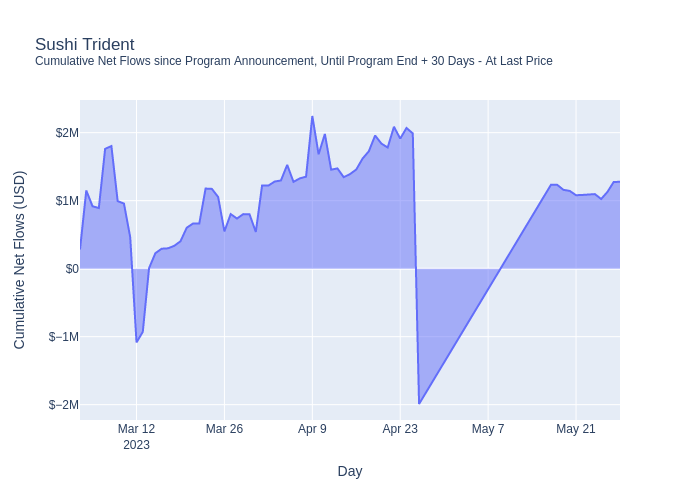 Sushi Trident
Cumulative Net Flows since Program Announcement, Until Program End + 30 Days - At Last Price
Cumulative Net Flows (USD)
$2M
$1M
$0
$−1M
$−2M
Mar 12
2023
Mar 26
Apr 9
Apr 23
May 7
May 21
Day